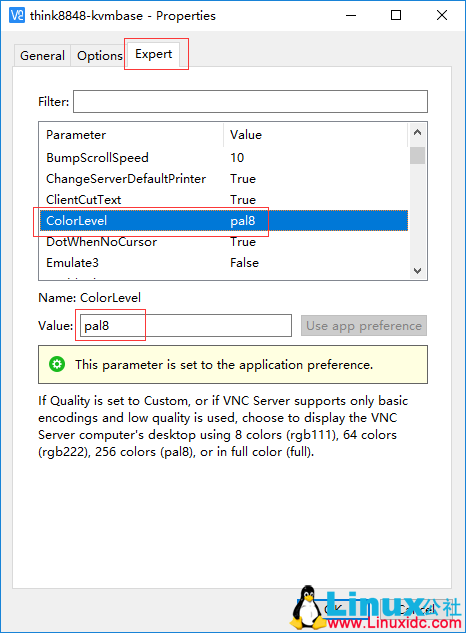 think8848-kvmbase - Properties
General
Options
Expert
Filter:
Parameter Value
BumpScrollSpeed 10
ChangeServerDefaultPrinter True
ClientCutText True
ColorLevel pal8
DotWhenNoCursor True
Emulate3 False
Name: ColorLevel
Value: pal8 Use app preference
This parameter is set to the application preference.
If Quality is set to Custom, or if VNC Server supports only basic
encodings and low quality is used, choose to display the VNC
Server computer's desktop using 8 colors (rgb111), 64 colors
(rgb222), 256 colors (pal8), or in full color (full).
OK Cancel
Linux公社
www.Linuxidc.com